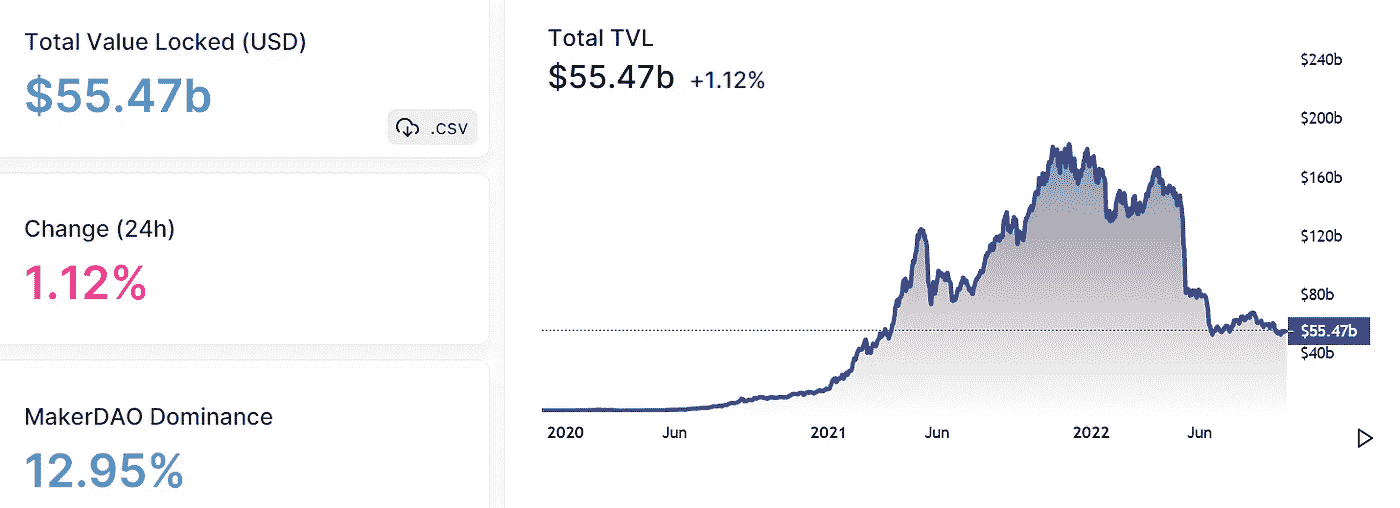 Total Value Locked (USD)
$55.47b
.csv
Change (24h)
1.12%
MakerDAO Dominance
12.95%
Total TVL
$55.47b +1.12%
$240b
$200b
$160b
$120b
$80b
$55.47b
$40b
2020 Jun 2021 Jun 2022 Jun